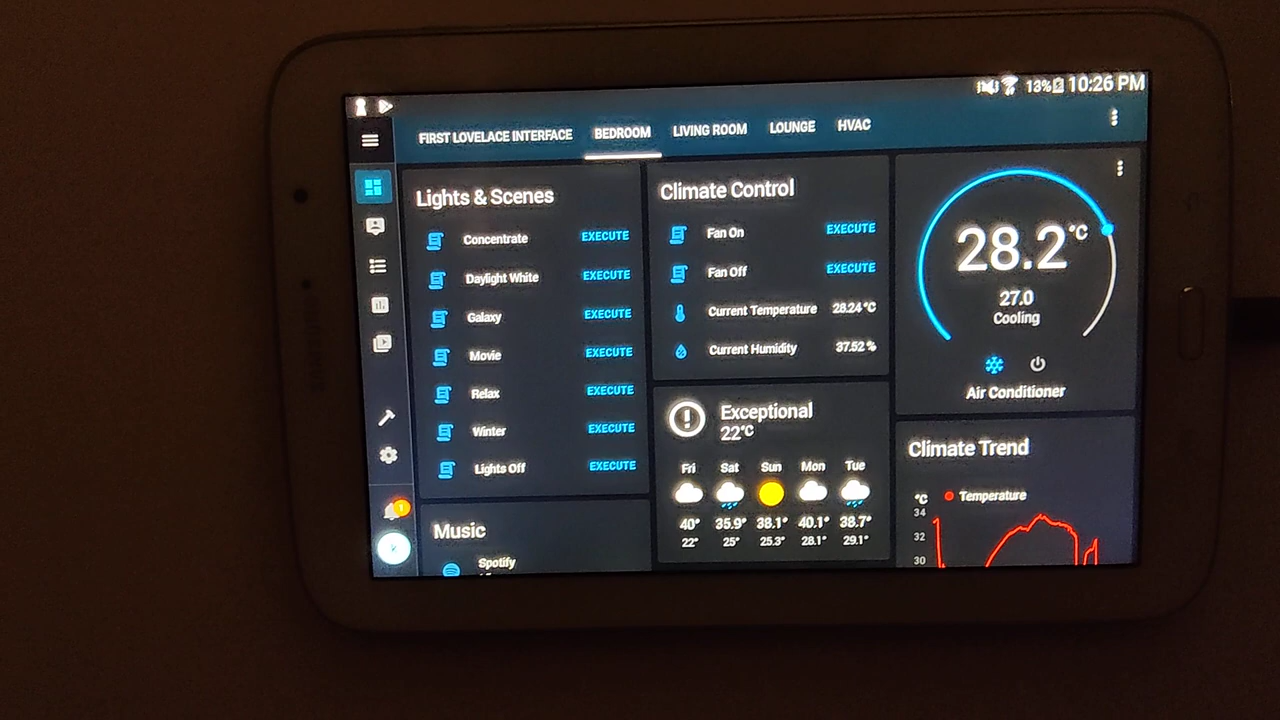 13% 10:26 PM
FIRST LOVELACE INTERFACE BEDROOM LIVING ROOM LOUNGE HVAC
Lights & Scenes
Concentrate EXECUTE
Daylight White EXECUTE
Galaxy EXECUTE
Movie EXECUTE
Relax EXECUTE
Winter EXECUTE
Lights Off EXECUTE
Music
Spotify
Climate Control
Fan On EXECUTE
Fan Off EXECUTE
Current Temperature 28.24 °C
Current Humidity 37.52 %
Exceptional
22°C
Fri Sat Sun Mon Tue
40° 35.9° 38.1° 40.1° 38.7°
22° 25° 25.3° 28.1° 29.1°
28.2 °C
27.0
Cooling
Air Conditioner
Climate Trend
°C Temperature
34
32
30
1